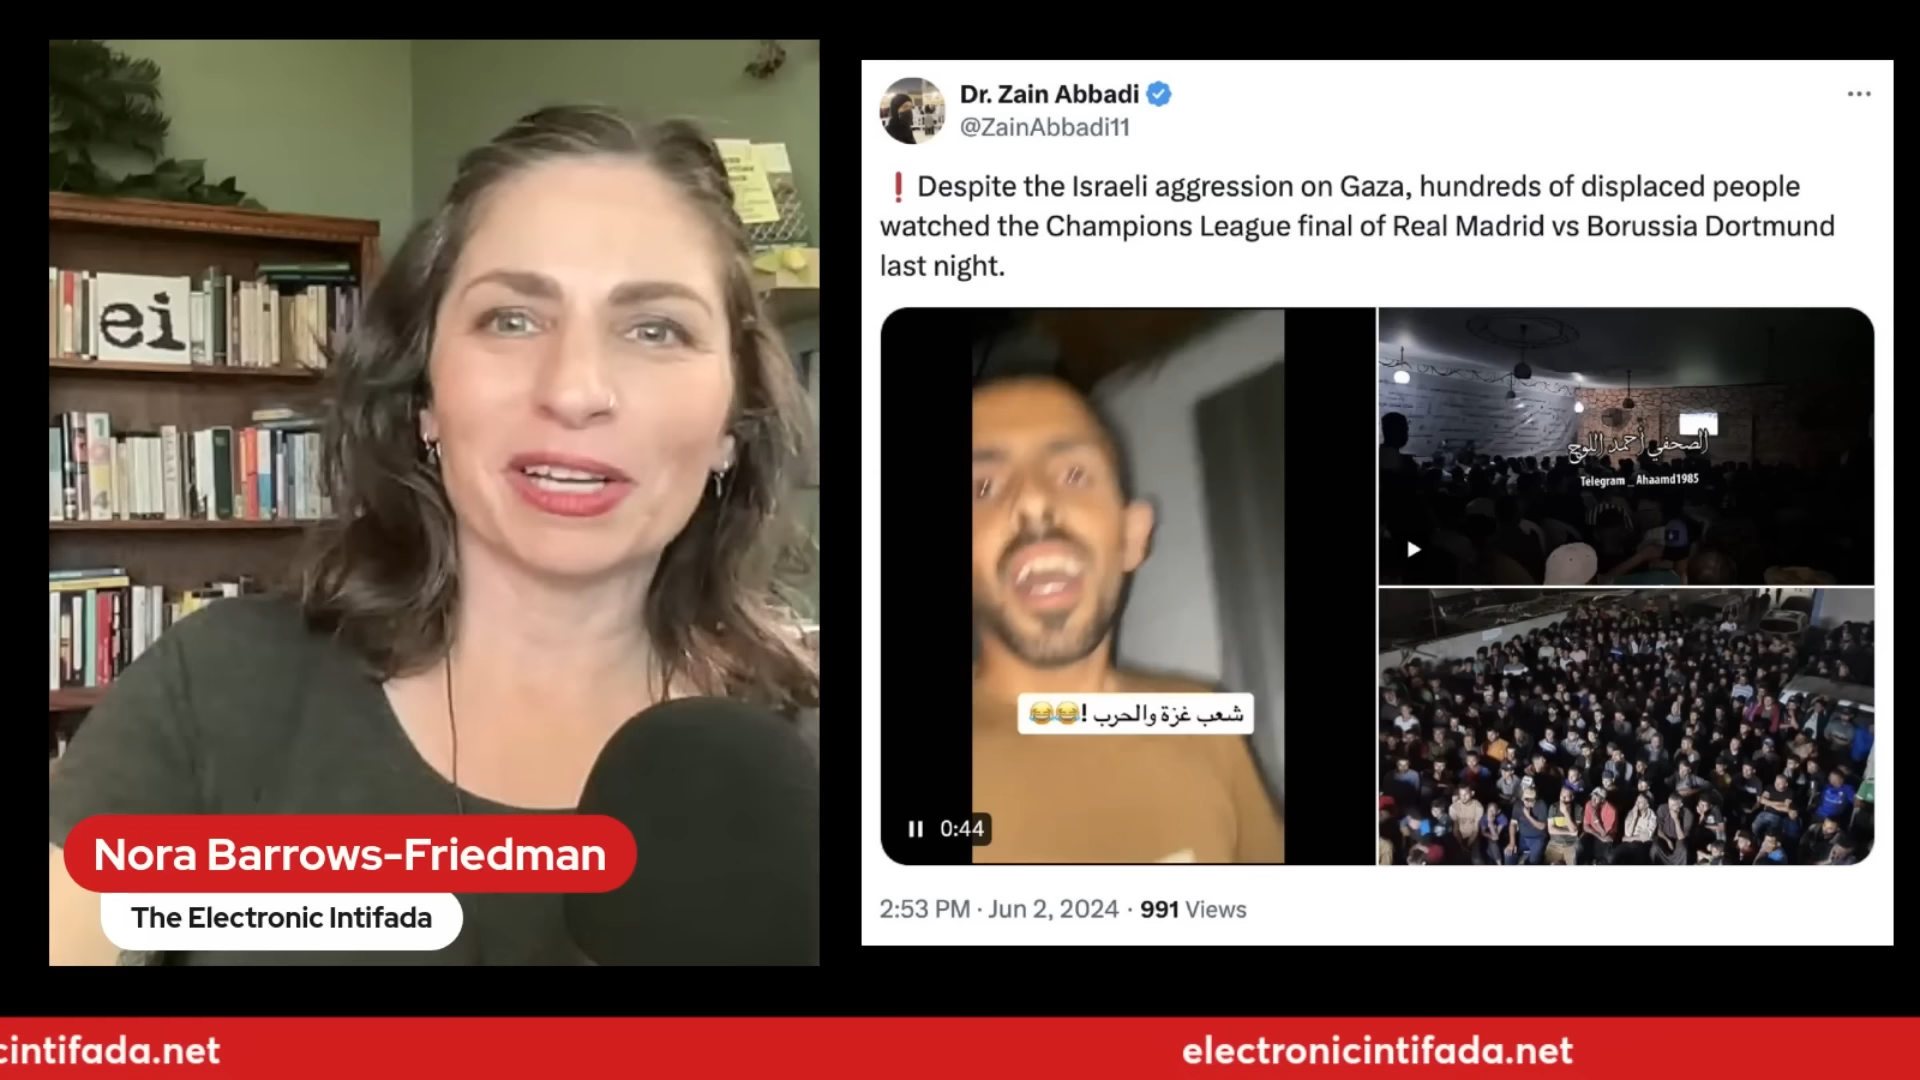 ei
Nora Barrows-Friedman
The Electronic Intifada
Dr. Zain Abbadi
@ZainAbbadi11
❗Despite the Israeli aggression on Gaza, hundreds of displaced people
watched the Champions League final of Real Madrid vs Borussia Dortmund
last night.
شعب غزة والحرب !😂😂
0:44
الصحفي أحمد اللوح
Telegram _ Ahaamd1985
2:53 PM · Jun 2, 2024 · 991 Views
cintifada.net
electronicintifada.net